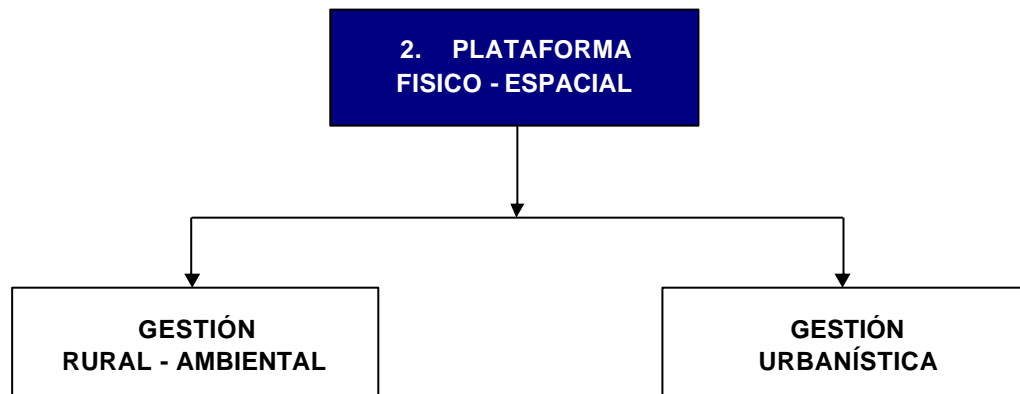 2. PLATAFORMA
FISICO - ESPACIAL
GESTIÓN
RURAL - AMBIENTAL
GESTIÓN
URBANÍSTICA